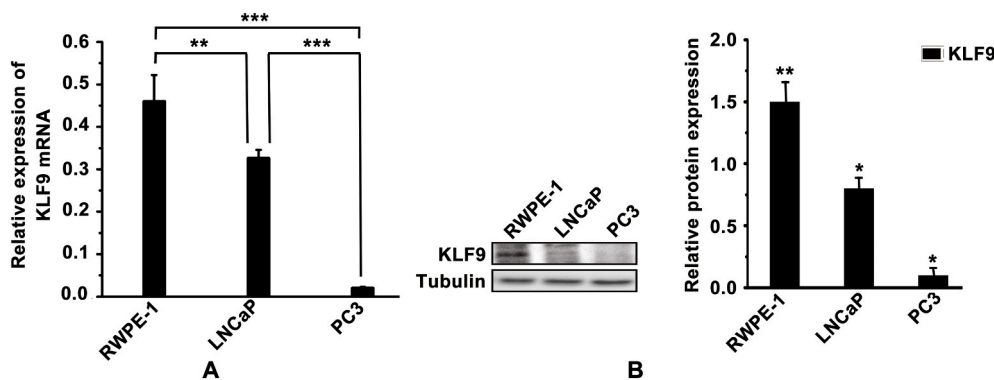 ***
** ***
Relative expression of
KLF9 mRNA
0.6
0.5
0.4
0.3
0.2
0.1
0.0
RWPE-1
LNCaP
PC3
A
RWPE-1
LNCaP
PC3
KLF9
Tubulin
B
Relative protein expression
2.0
1.5
1.0
0.5
0.0
KLF9
**
*
*
RWPE-1
LNCaP
PC3